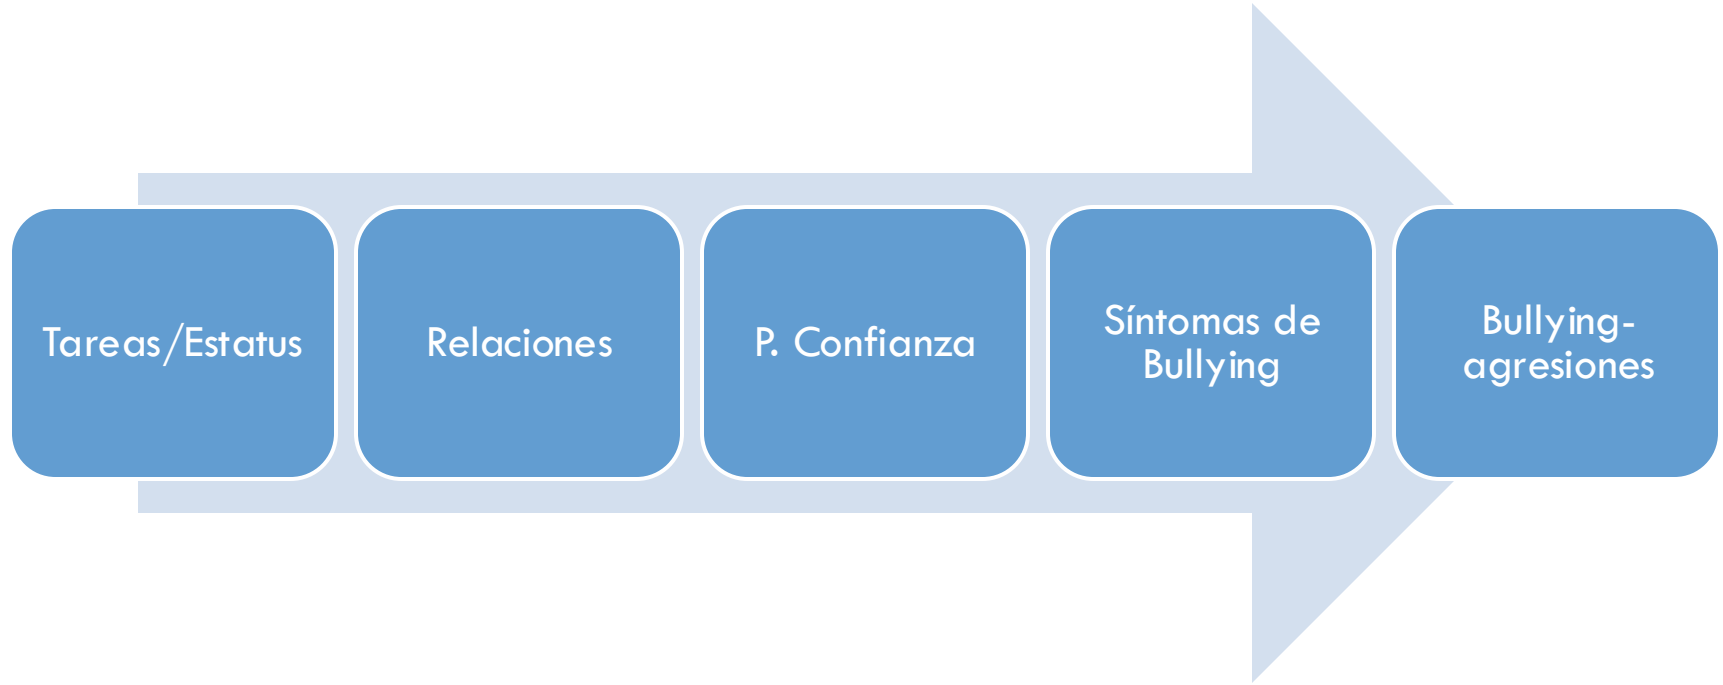 Tareas/Estatus
Relaciones
P. Confianza
Síntomas de
Bullying
Bullying-
agresiones